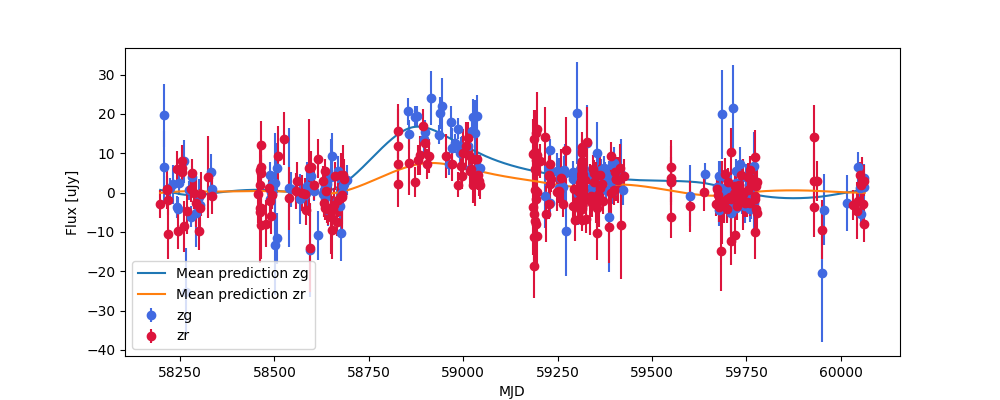 30
20
10
0
−10
−20
−30
−40
Flux [uJy]
Mean prediction zg
Mean prediction zr
zg
zr
58250 58500 58750 59000 59250 59500 59750 60000
MJD